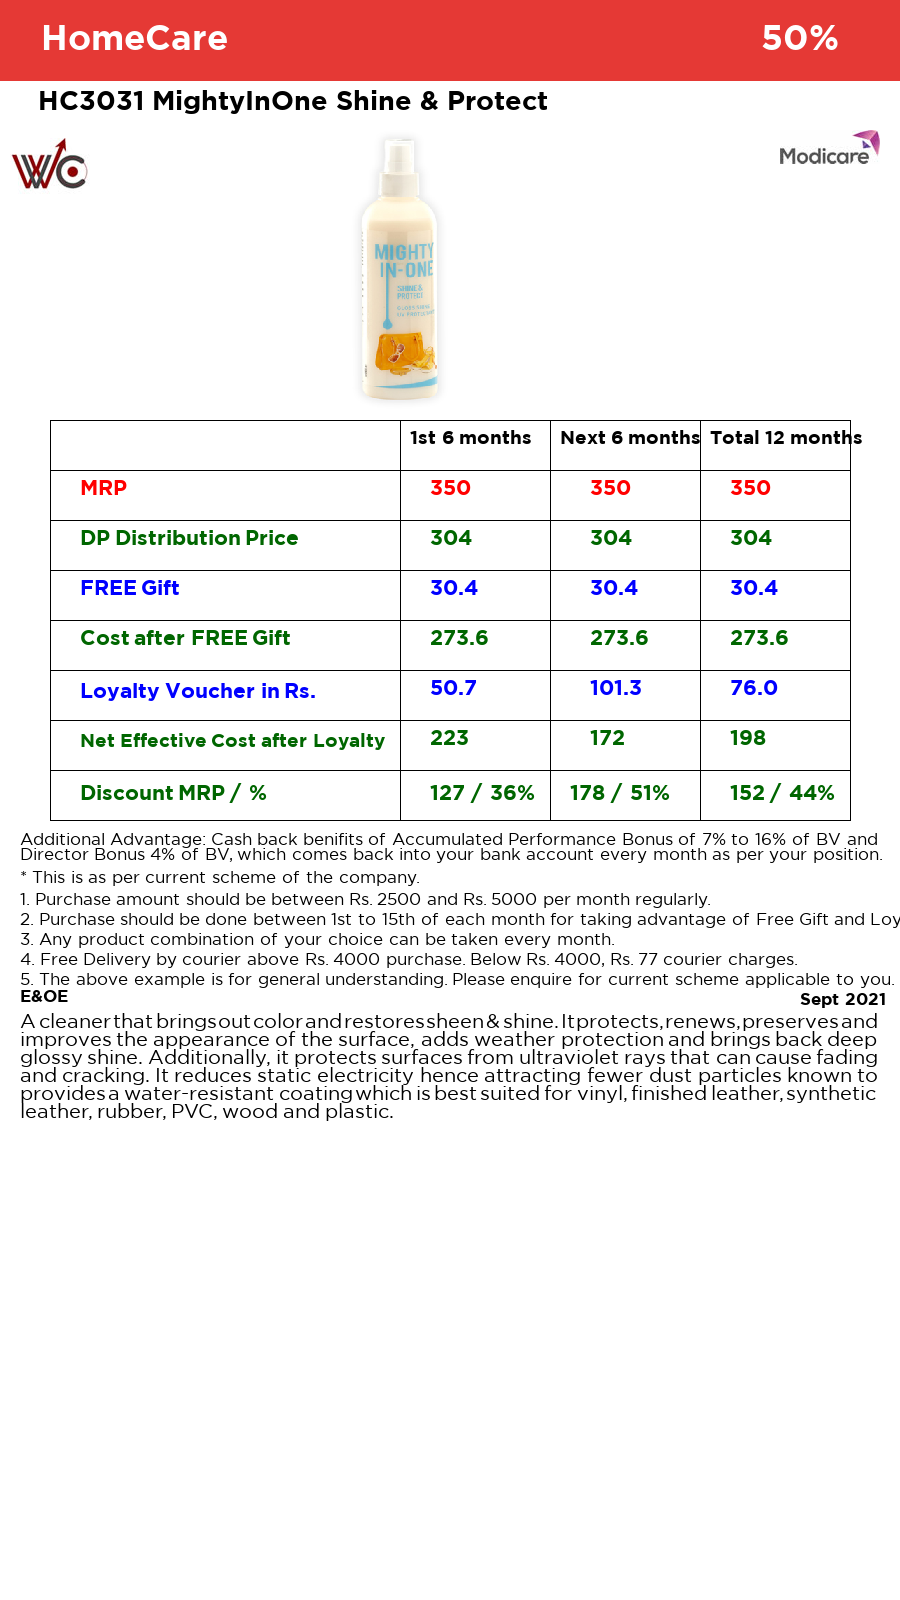 HomeCare 50%
HC3031 MightyInOne Shine & Protect
WC
Modicare
MIGHTY
IN-ONE
SHINE &
PROTECT
1st 6 months Next 6 months Total 12 months
MRP 350 350 350
DP Distribution Price 304 304 304
FREE Gift 30.4 30.4 30.4
Cost after FREE Gift 273.6 273.6 273.6
Loyalty Voucher in Rs. 50.7 101.3 76.0
Net Effective Cost after Loyalty 223 172 198
Discount MRP / % 127 / 36% 178 / 51% 152 / 44%
Additional Advantage: Cash back benifits of Accumulated Performance Bonus of 7% to 16% of BV and
Director Bonus 4% of BV, which comes back into your bank account every month as per your position.
* This is as per current scheme of the company.
1. Purchase amount should be between Rs. 2500 and Rs. 5000 per month regularly.
2. Purchase should be done between 1st to 15th of each month for taking advantage of Free Gift and Loy
3. Any product combination of your choice can be taken every month.
4. Free Delivery by courier above Rs. 4000 purchase. Below Rs. 4000, Rs. 77 courier charges.
5. The above example is for general understanding. Please enquire for current scheme applicable to you.
E&OE Sept 2021
A cleaner that brings out color and restores sheen & shine. It protects, renews, preserves and
improves the appearance of the surface, adds weather protection and brings back deep
glossy shine. Additionally, it protects surfaces from ultraviolet rays that can cause fading
and cracking. It reduces static electricity hence attracting fewer dust particles known to
provides a water-resistant coating which is best suited for vinyl, finished leather, synthetic
leather, rubber, PVC, wood and plastic.